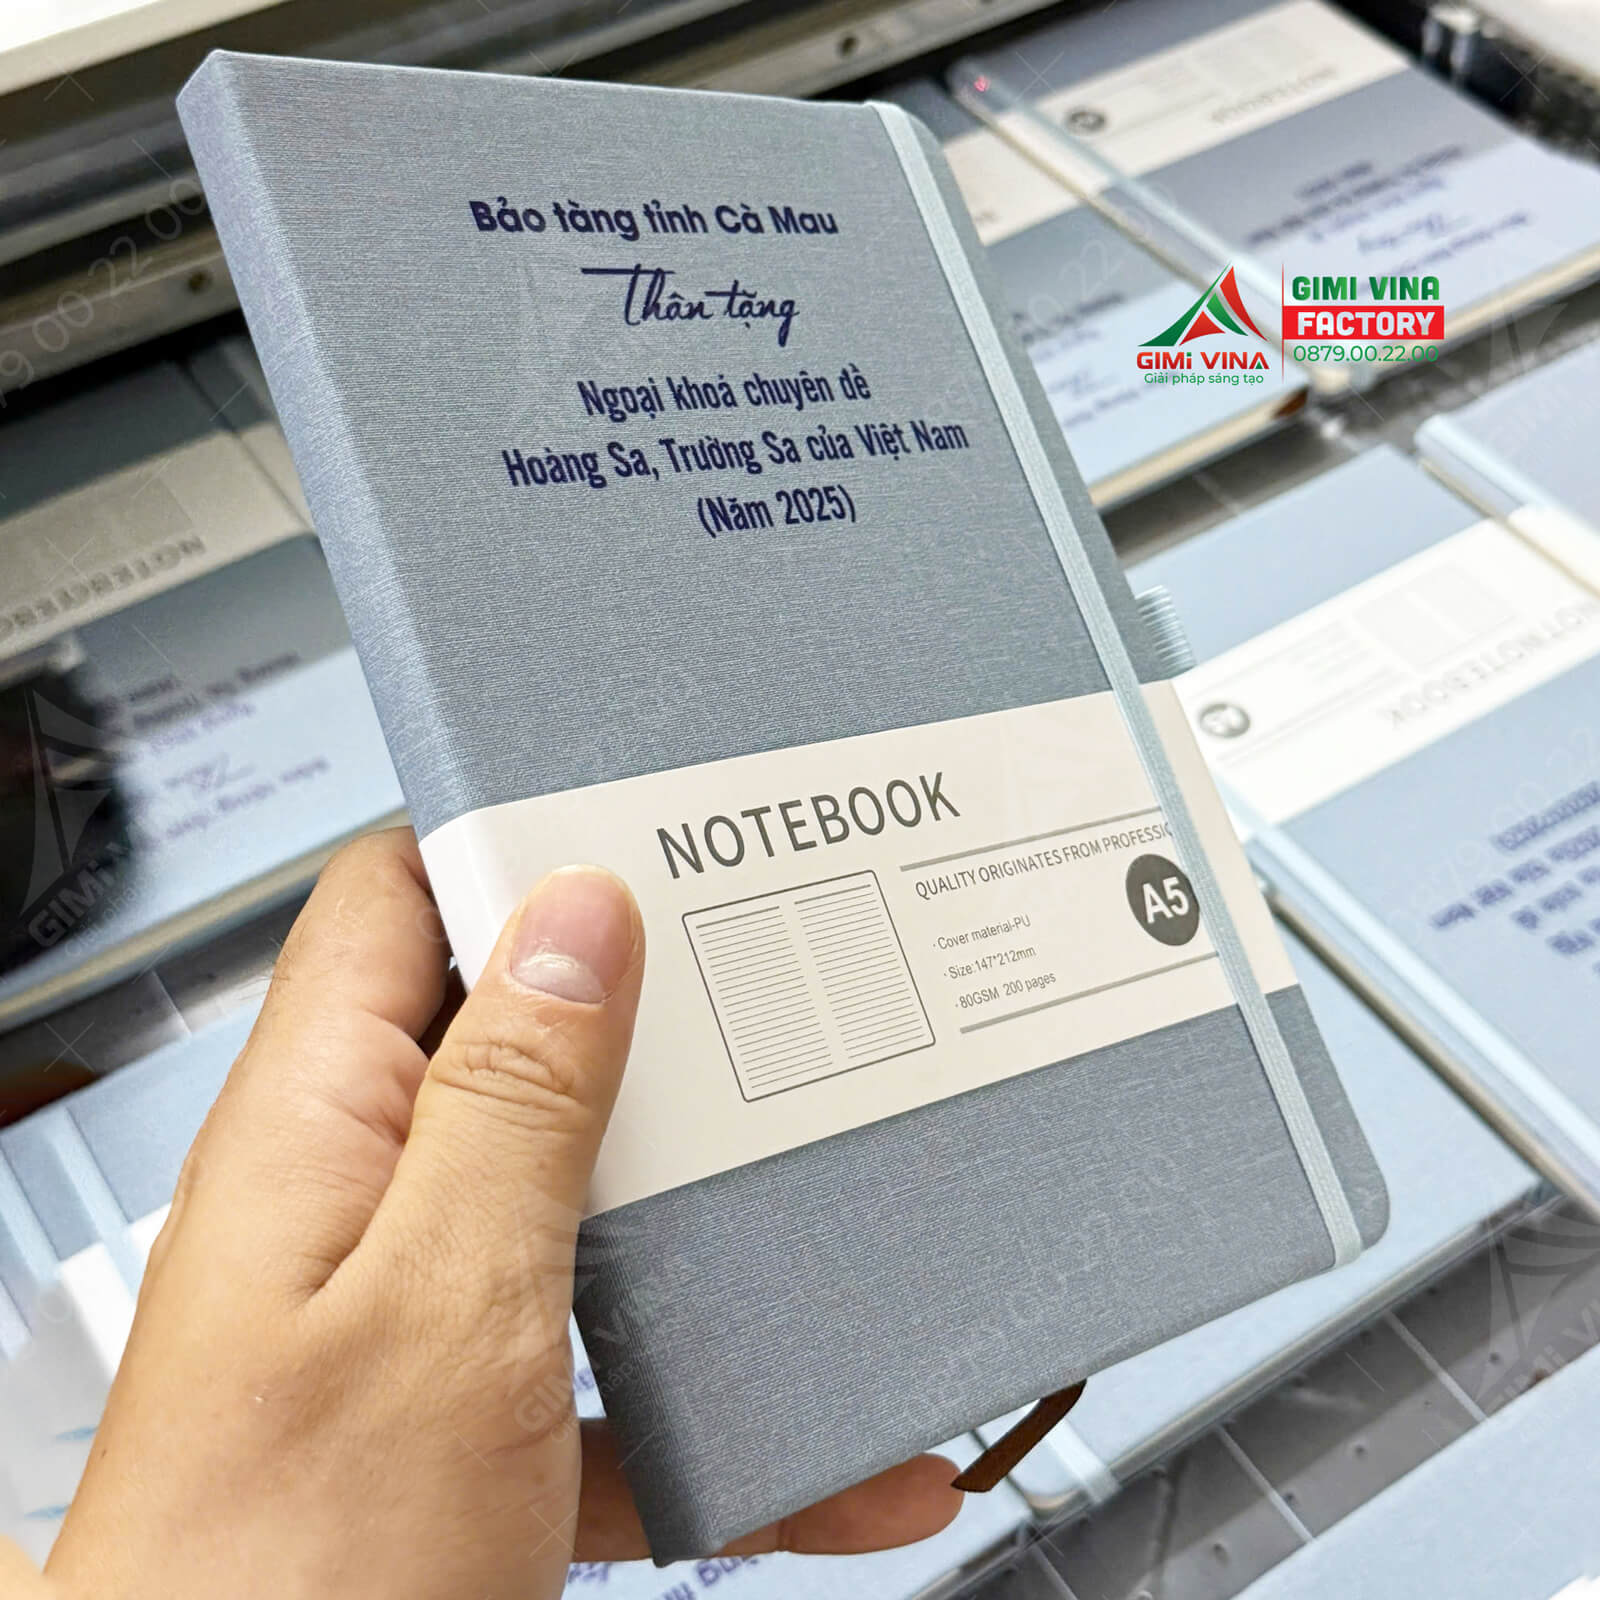 Bảo tàng tỉnh Cà Mau
Thân tặng
Ngoại khoá chuyên đề
Hoàng Sa, Trường Sa của Việt Nam
(Năm 2025)
NOTEBOOK
QUALITY ORIGINATES FROM PROFESSIO
· Cover material-PU
· Size:147*212mm
· 80GSM 200 pages
A5
GIMI VINA
Giải pháp sáng tạo
GIMI VINA
FACTORY
0879.00.22.00
NOTEBOOK
A5